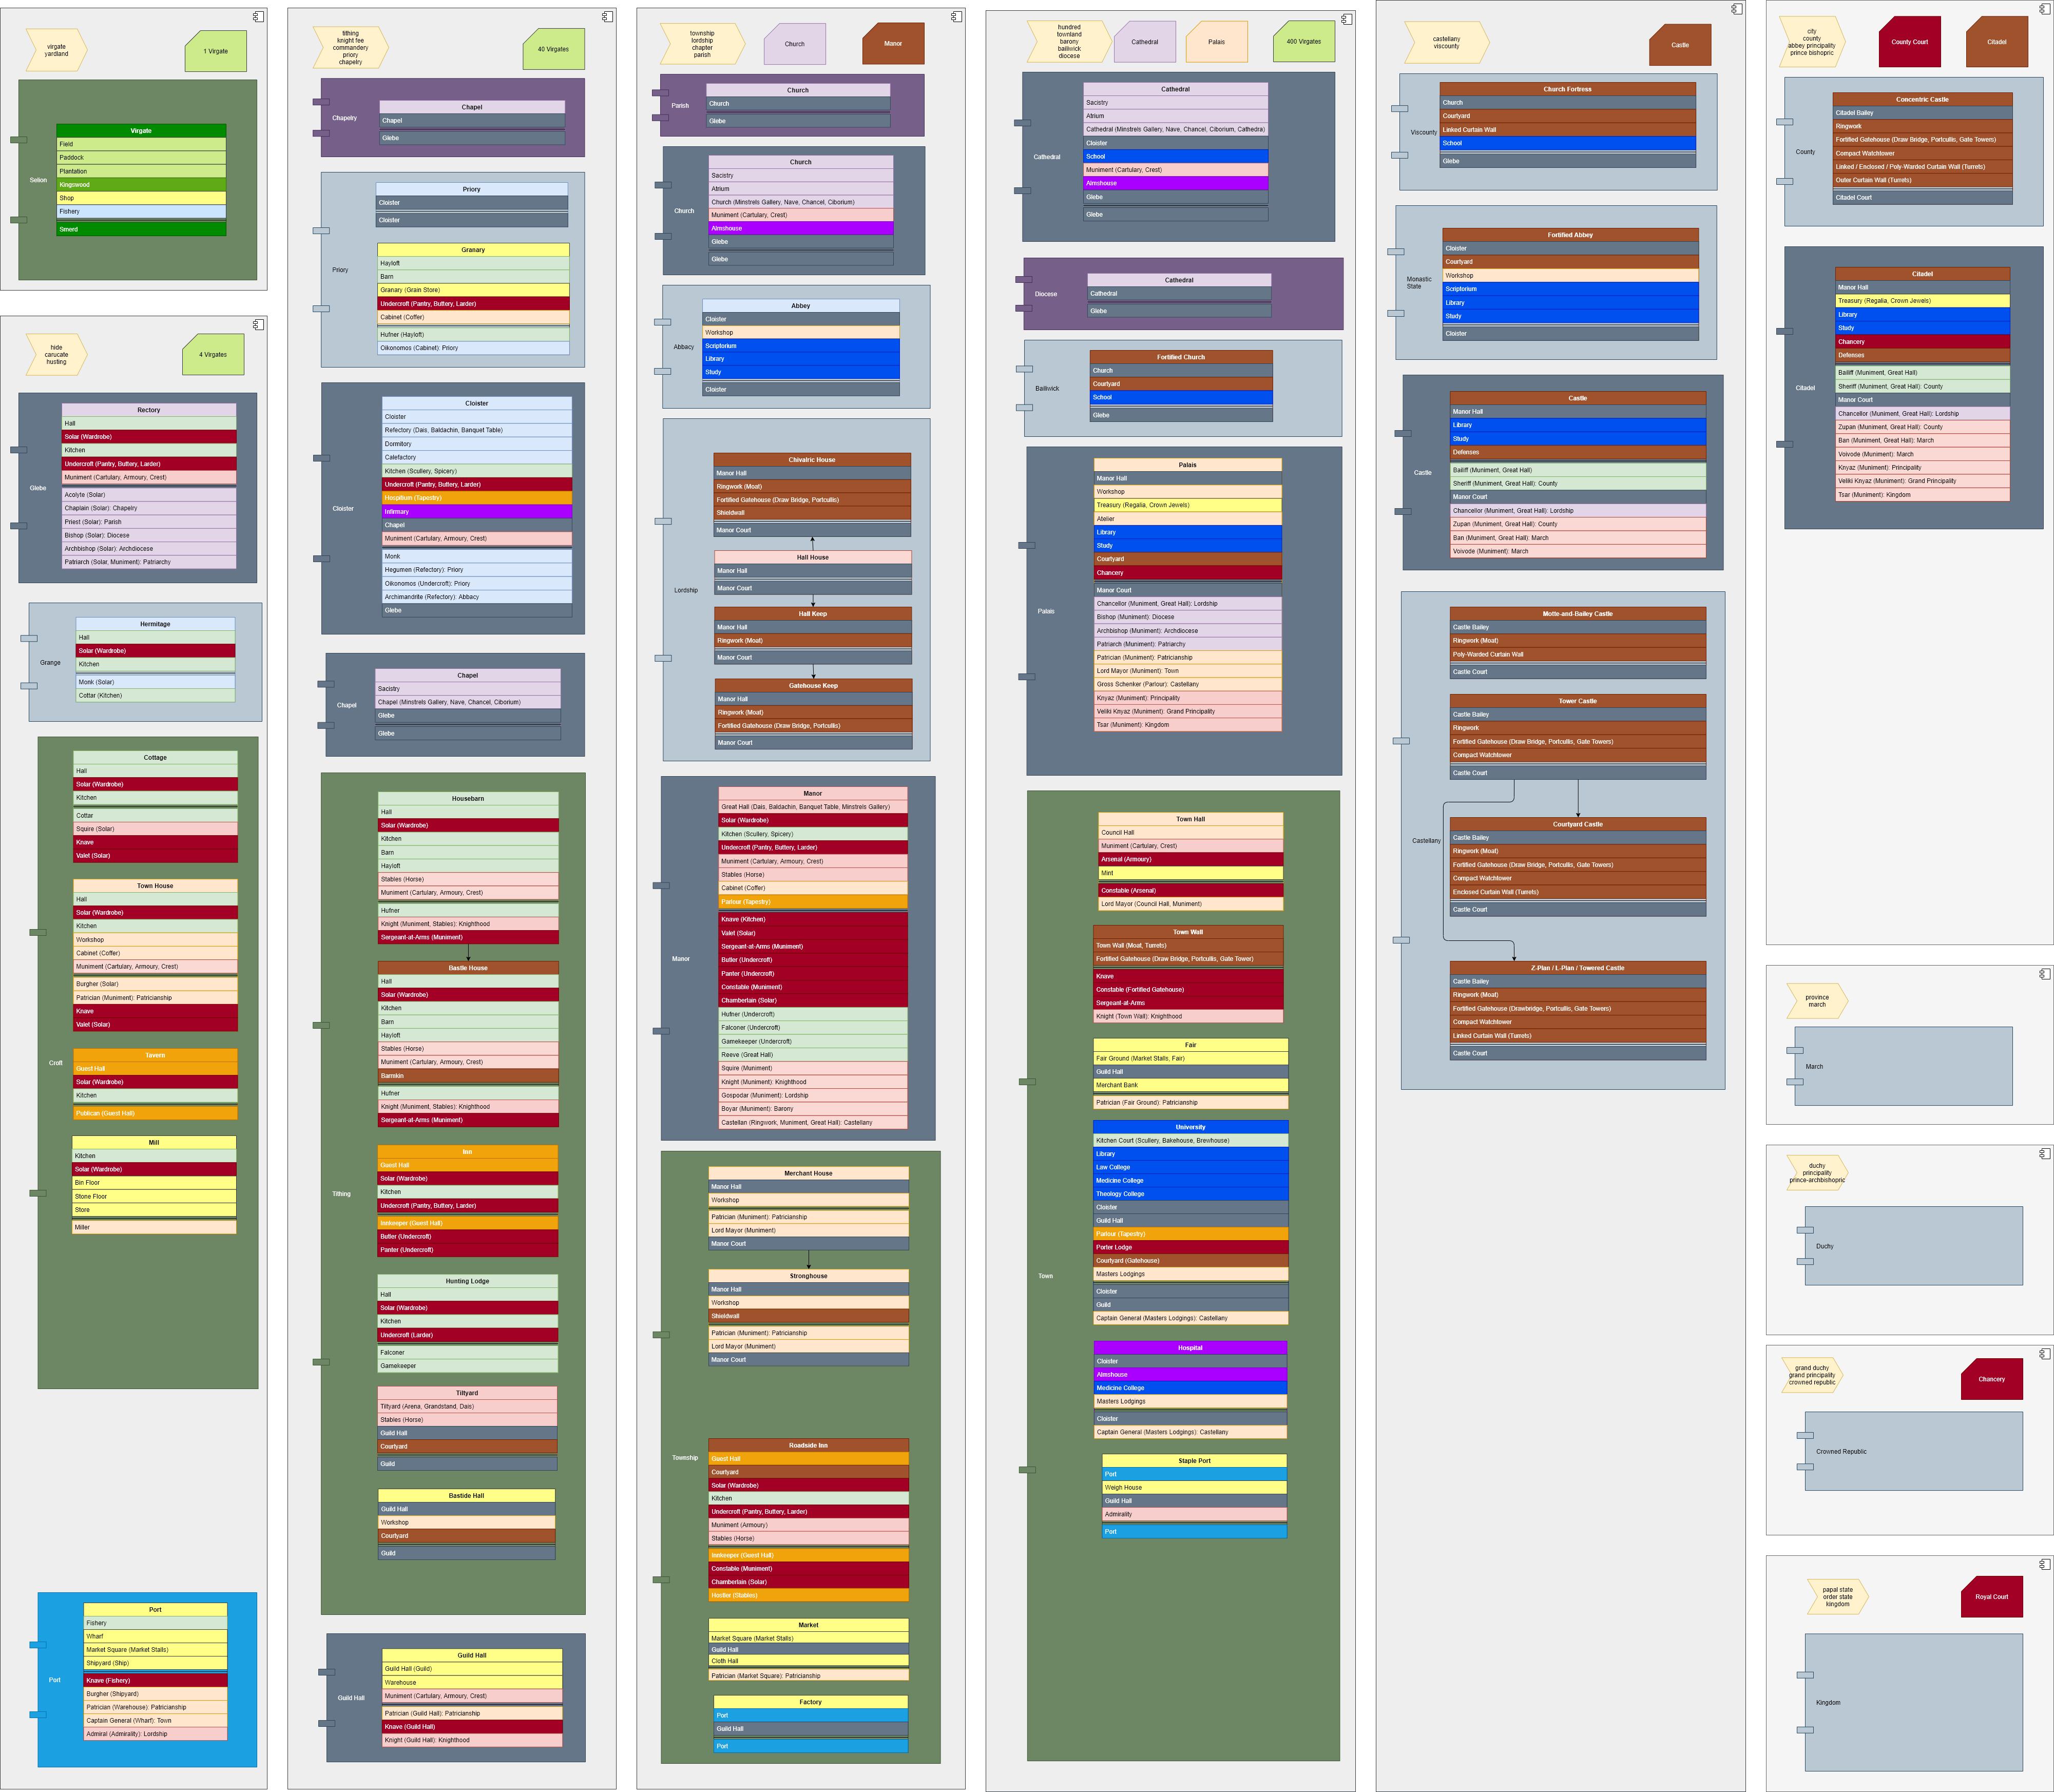 virgate
yardland
1 Virgate
Selion
Virgate
Field
Paddock
Plantation
Kingswood
Shop
Fishery
Smerd
hide
carucate
husting
4 Virgates
Glebe
Rectory
Hall
Solar (Wardrobe)
Kitchen
Undercroft (Pantry, Buttery, Larder)
Muniment (Cartulary, Armoury, Crest)
Acolyte (Solar)
Chaplain (Solar): Chapelry
Priest (Solar): Parish
Bishop (Solar): Diocese
Archbishop (Solar): Archdiocese
Patriarch (Solar, Muniment): Patriarchy
Grange
Hermitage
Hall
Solar (Wardrobe)
Kitchen
Monk (Solar)
Cottar (Kitchen)
Croft
Cottage
Hall
Solar (Wardrobe)
Kitchen
Cottar
Squire (Solar)
Knave
Valet (Solar)
Town House
Hall
Solar (Wardrobe)
Kitchen
Workshop
Cabinet (Coffer)
Muniment (Cartulary, Armoury, Crest)
Burgher (Solar)
Patrician (Muniment): Patricianship
Knave
Valet (Solar)
Tavern
Guest Hall
Solar (Wardrobe)
Kitchen
Publican (Guest Hall)
Mill
Kitchen
Solar (Wardrobe)
Bin Floor
Stone Floor
Store
Miller
Port
Port
Fishery
Wharf
Market Square (Market Stalls)
Shipyard (Ship)
Knave (Fishery)
Burgher (Shipyard)
Patrician (Warehouse): Patricianship
Captain General (Wharf): Town
Admiral (Admirality): Lordship
tithing
knight fee
commandery
priory
chapelry
40 Virgates
Chapelry
Chapel
Chapel
Glebe
Priory
Priory
Cloister
Cloister
Granary
Hayloft
Barn
Granary (Grain Store)
Undercroft (Pantry, Buttery, Larder)
Cabinet (Coffer)
Hufner (Hayloft)
Oikonomos (Cabinet): Priory
Cloister
Cloister
Cloister
Refectory (Dais, Baldachin, Banquet Table)
Dormitory
Calefactory
Kitchen (Scullery, Spicery)
Undercroft (Pantry, Buttery, Larder)
Hospitium (Tapestry)
Infirmary
Chapel
Muniment (Cartulary, Armoury, Crest)
Monk
Hegumen (Refectory): Priory
Oikonomos (Undercroft): Priory
Archimandrite (Refectory): Abbacy
Glebe
Chapel
Chapel
Sacistry
Chapel (Minstrels Gallery, Nave, Chancel, Ciborium)
Glebe
Glebe
Tithing
Housebarn
Hall
Solar (Wardrobe)
Kitchen
Barn
Hayloft
Stables (Horse)
Muniment (Cartulary, Armoury, Crest)
Hufner
Knight (Muniment, Stables): Knighthood
Sergeant-at-Arms (Muniment)
Bastle House
Hall
Solar (Wardrobe)
Kitchen
Barn
Hayloft
Stables (Horse)
Muniment (Cartulary, Armoury, Crest)
Barmkin
Hufner
Knight (Muniment, Stables): Knighthood
Sergeant-at-Arms (Muniment)
Inn
Guest Hall
Solar (Wardrobe)
Kitchen
Undercroft (Pantry, Buttery, Larder)
Innkeeper (Guest Hall)
Butler (Undercroft)
Panter (Undercroft)
Hunting Lodge
Hall
Solar (Wardrobe)
Kitchen
Undercroft (Larder)
Falconer
Gamekeeper
Tiltyard
Tiltyard (Arena, Grandstand, Dais)
Stables (Horse)
Guild Hall
Courtyard
Guild
Bastide Hall
Guild Hall
Workshop
Courtyard
Guild
Guild Hall
Guild Hall
Guild Hall (Guild)
Warehouse
Muniment (Cartulary, Armoury, Crest)
Patrician (Guild Hall): Patricianship
Knave (Guild Hall)
Knight (Guild Hall): Knighthood
township
lordship
chapter
parish
Church
Manor
Parish
Church
Church
Glebe
Church
Church
Sacistry
Atrium
Church (Minstrels Gallery, Nave, Chancel, Ciborium)
Muniment (Cartulary, Crest)
Almshouse
Glebe
Glebe
Abbacy
Abbey
Cloister
Workshop
Scriptorium
Library
Study
Cloister
Lordship
Chivalric House
Manor Hall
Ringwork (Moat)
Fortified Gatehouse (Draw Bridge, Portcullis)
Shieldwall
Manor Court
Hall House
Manor Hall
Manor Court
Hall Keep
Manor Hall
Ringwork (Moat)
Manor Court
Gatehouse Keep
Manor Hall
Ringwork (Moat)
Fortified Gatehouse (Draw Bridge, Portcullis)
Manor Court
Manor
Manor
Great Hall (Dais, Baldachin, Banquet Table, Minstrels Gallery)
Solar (Wardrobe)
Kitchen (Scullery, Spicery)
Undercroft (Pantry, Buttery, Larder)
Muniment (Cartulary, Armoury, Crest)
Stables (Horse)
Cabinet (Coffer)
Parlour (Tapestry)
Knave (Kitchen)
Valet (Solar)
Sergeant-at-Arms (Muniment)
Butler (Undercroft)
Panter (Undercroft)
Constable (Muniment)
Chamberlain (Solar)
Hufner (Undercroft)
Falconer (Undercroft)
Gamekeeper (Undercroft)
Reeve (Great Hall)
Squire (Muniment)
Knight (Muniment): Knighthood
Gospodar (Muniment): Lordship
Boyar (Muniment): Barony
Castellan (Ringwork, Muniment, Great Hall): Castellany
Township
Merchant House
Manor Hall
Workshop
Patrician (Muniment): Patricianship
Lord Mayor (Muniment)
Manor Court
Stronghouse
Manor Hall
Workshop
Shieldwall
Patrician (Muniment): Patricianship
Lord Mayor (Muniment)
Manor Court
Roadside Inn
Guest Hall
Courtyard
Solar (Wardrobe)
Kitchen
Undercroft (Pantry, Buttery, Larder)
Muniment (Armoury)
Stables (Horse)
Innkeeper (Guest Hall)
Constable (Muniment)
Chamberlain (Solar)
Hostler (Stables)
Market
Market Square (Market Stalls)
Guild Hall
Cloth Hall
Patrician (Market Square): Patricianship
Factory
Port
Guild Hall
Port
hundred
townland
barony
bailiwick
diocese
Cathedral
Palais
400 Virgates
Cathedral
Cathedral
Sacistry
Atrium
Cathedral (Minstrels Gallery, Nave, Chancel, Ciborium, Cathedra)
Cloister
School
Muniment (Cartulary, Crest)
Almshouse
Glebe
Glebe
Diocese
Cathedral
Cathedral
Glebe
Bailiwick
Fortified Church
Church
Courtyard
School
Glebe
Palais
Palais
Manor Hall
Workshop
Treasury (Regalia, Crown Jewels)
Atelier
Library
Study
Courtyard
Chancery
Manor Court
Chancellor (Muniment, Great Hall): Lordship
Bishop (Muniment): Diocese
Archbishop (Muniment): Archdiocese
Patriarch (Muniment): Patriarchy
Patrician (Muniment): Patricianship
Lord Mayor (Muniment): Town
Gross Schenker (Parlour): Castellany
Knyaz (Muniment): Principality
Veliki Knyaz (Muniment): Grand Principality
Tsar (Muniment): Kingdom
Town
Town Hall
Council Hall
Muniment (Cartulary, Crest)
Arsenal (Armoury)
Mint
Constable (Arsenal)
Lord Mayor (Council Hall, Muniment)
Town Wall
Town Wall (Moat, Turrets)
Fortified Gatehouse (Draw Bridge, Portcullis, Gate Tower)
Knave
Constable (Fortified Gatehouse)
Sergeant-at-Arms
Knight (Town Wall): Knighthood
Fair
Fair Ground (Market Stalls, Fair)
Guild Hall
Merchant Bank
Patrician (Fair Ground): Patricianship
University
Kitchen Court (Scullery, Bakehouse, Brewhouse)
Library
Law College
Medicine College
Theology College
Cloister
Guild Hall
Parlour (Tapestry)
Porter Lodge
Courtyard (Gatehouse)
Masters Lodgings
Cloister
Guild
Captain General (Masters Lodgings): Castellany
Hospital
Cloister
Almshouse
Medicine College
Masters Lodgings
Cloister
Captain General (Masters Lodgings): Castellany
Staple Port
Port
Weigh House
Guild Hall
Admirality
Port
castellany
viscounty
Castle
Viscounty
Church Fortress
Church
Courtyard
Linked Curtain Wall
School
Glebe
Monastic
State
Fortified Abbey
Cloister
Courtyard
Workshop
Scriptorium
Library
Study
Cloister
Castle
Castle
Manor Hall
Library
Study
Defenses
Bailiff (Muniment, Great Hall)
Sheriff (Muniment, Great Hall): County
Manor Court
Chancellor (Muniment, Great Hall): Lordship
Zupan (Muniment, Great Hall): County
Ban (Muniment, Great Hall): March
Voivode (Muniment): March
Castellany
Motte-and-Bailey Castle
Castle Bailey
Ringwork (Moat)
Poly-Warded Curtain Wall
Castle Court
Tower Castle
Castle Bailey
Ringwork
Fortified Gatehouse (Draw Bridge, Portcullis, Gate Towers)
Compact Watchtower
Castle Court
Courtyard Castle
Castle Bailey
Ringwork (Moat)
Fortified Gatehouse (Draw Bridge, Portcullis, Gate Towers)
Compact Watchtower
Enclosed Curtain Wall (Turrets)
Castle Court
Z-Plan / L-Plan / Towered Castle
Castle Bailey
Ringwork (Moat)
Fortified Gatehouse (Drawbridge, Portcullis, Gate Towers)
Compact Watchtower
Linked Curtain Wall (Turrets)
Castle Court
city
county
abbey principality
prince bishopric
County Court
Citadel
County
Concentric Castle
Citadel Bailey
Ringwork
Fortified Gatehouse (Draw Bridge, Portcullis, Gate Towers)
Compact Watchtower
Linked / Enclosed / Poly-Warded Curtain Wall (Turrets)
Outer Curtain Wall (Turrets)
Citadel Court
Citadel
Citadel
Manor Hall
Treasury (Regalia, Crown Jewels)
Library
Study
Chancery
Defenses
Bailiff (Muniment, Great Hall)
Sheriff (Muniment, Great Hall): County
Manor Court
Chancellor (Muniment, Great Hall): Lordship
Zupan (Muniment, Great Hall): County
Ban (Muniment, Great Hall): March
Voivode (Muniment): March
Knyaz (Muniment): Principality
Veliki Knyaz (Muniment): Grand Principality
Tsar (Muniment): Kingdom
province
march
March
duchy
principality
prince-archbishopric
Duchy
grand duchy
grand principality
crowned republic
Chancery
Crowned Republic
papal state
order state
kingdom
Royal Court
Kingdom